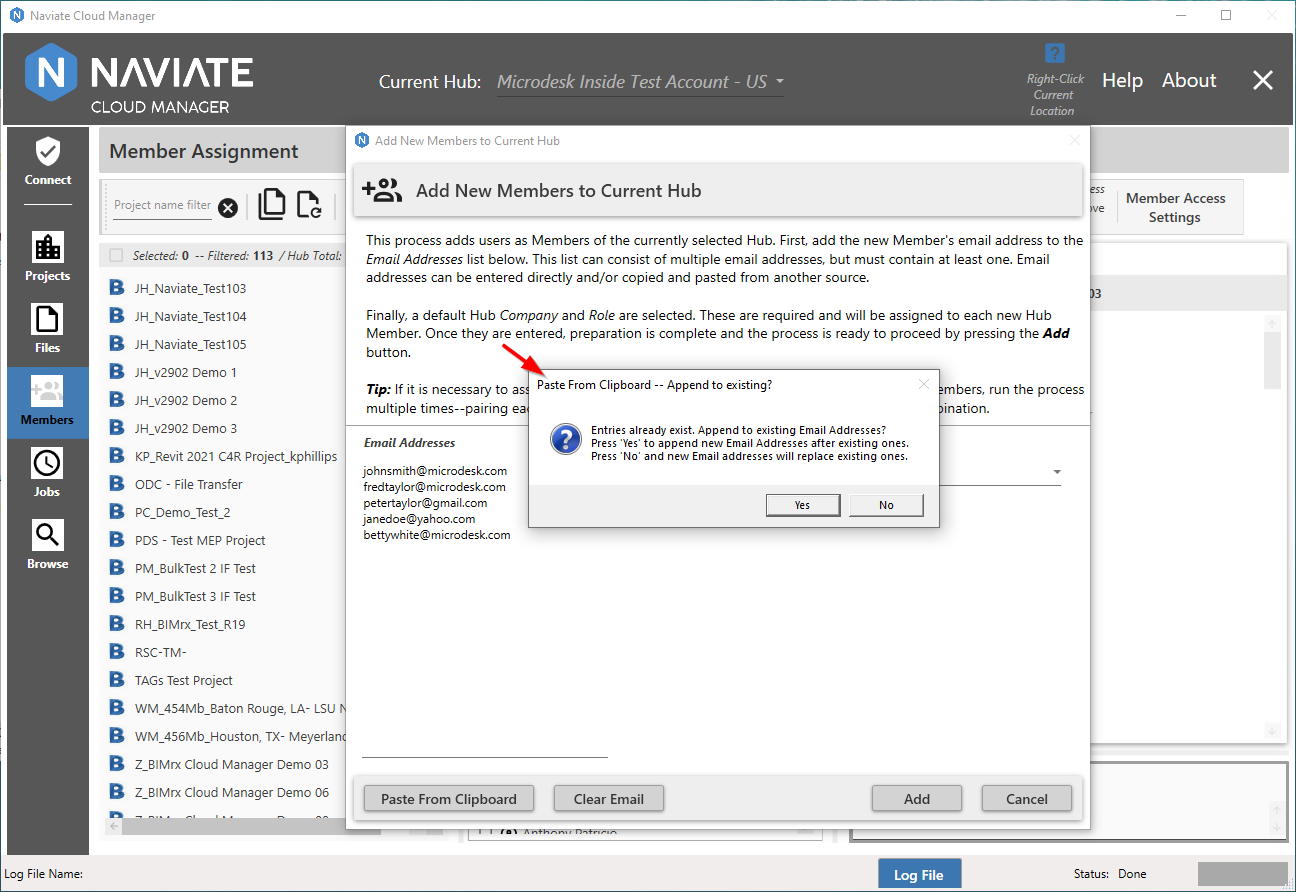 Naviate Cloud Manager
NAVIATE
CLOUD MANAGER
Current Hub: Microdesk Inside Test Account - US
?
Right-Click
Current
Location
Help
About
Connect
Projects
Files
Members
Jobs
Browse
Member Assignment
Project name filter
Selected: 0 -- Filtered: 113 / Hub Total:
JH_Naviate_Test103
JH_Naviate_Test104
JH_Naviate_Test105
JH_v2902 Demo 1
JH_v2902 Demo 2
JH_v2902 Demo 3
KP_Revit 2021 C4R Project_kphillips
ODC - File Transfer
PC_Demo_Test_2
PDS - Test MEP Project
PM_BulkTest 2 IF Test
PM_BulkTest 3 IF Test
RH_BIMrx_Test_R19
RSC-TM-
TAGs Test Project
WM_454Mb_Baton Rouge, LA- LSU N
WM_456Mb_Houston, TX- Meyerland
Z_BIMrx Cloud Manager Demo 03
Z_BIMrx Cloud Manager Demo 06
Member Access
Settings
03
Add New Members to Current Hub
Add New Members to Current Hub
This process adds users as Members of the currently selected Hub. First, add the new Member's email address to the
Email Addresses list below. This list can consist of multiple email addresses, but must contain at least one. Email
addresses can be entered directly and/or copied and pasted from another source.
Finally, a default Hub Company and Role are selected. These are required and will be assigned to each new Hub
Member. Once they are entered, preparation is complete and the process is ready to proceed by pressing the Add
button.
Tip: If it is necessary to as
embers, run the process
multiple times--pairing ea
bination.
Email Addresses
johnsmith@microdesk.com
fredtaylor@microdesk.com
petertaylor@gmail.com
janedoe@yahoo.com
bettywhite@microdesk.com
Paste From Clipboard -- Append to existing?
Entries already exist. Append to existing Email Addresses?
Press 'Yes' to append new Email Addresses after existing ones.
Press 'No' and new Email addresses will replace existing ones.
Yes
No
Paste From Clipboard
Clear Email
Add
Cancel
Anthony Patricio
Log File Name:
Log File
Status: Done